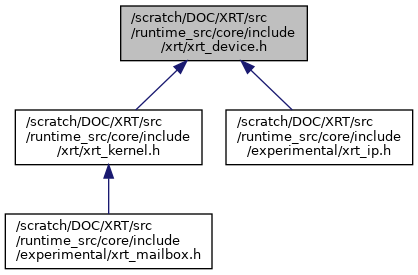 /scratch/DOC/XRT/src
/runtime_src/core/include
/xrt/xrt_device.h
/scratch/DOC/XRT/src
/runtime_src/core/include
/xrt/xrt_kernel.h
/scratch/DOC/XRT/src
/runtime_src/core/include
/experimental/xrt_ip.h
/scratch/DOC/XRT/src
/runtime_src/core/include
/experimental/xrt_mailbox.h